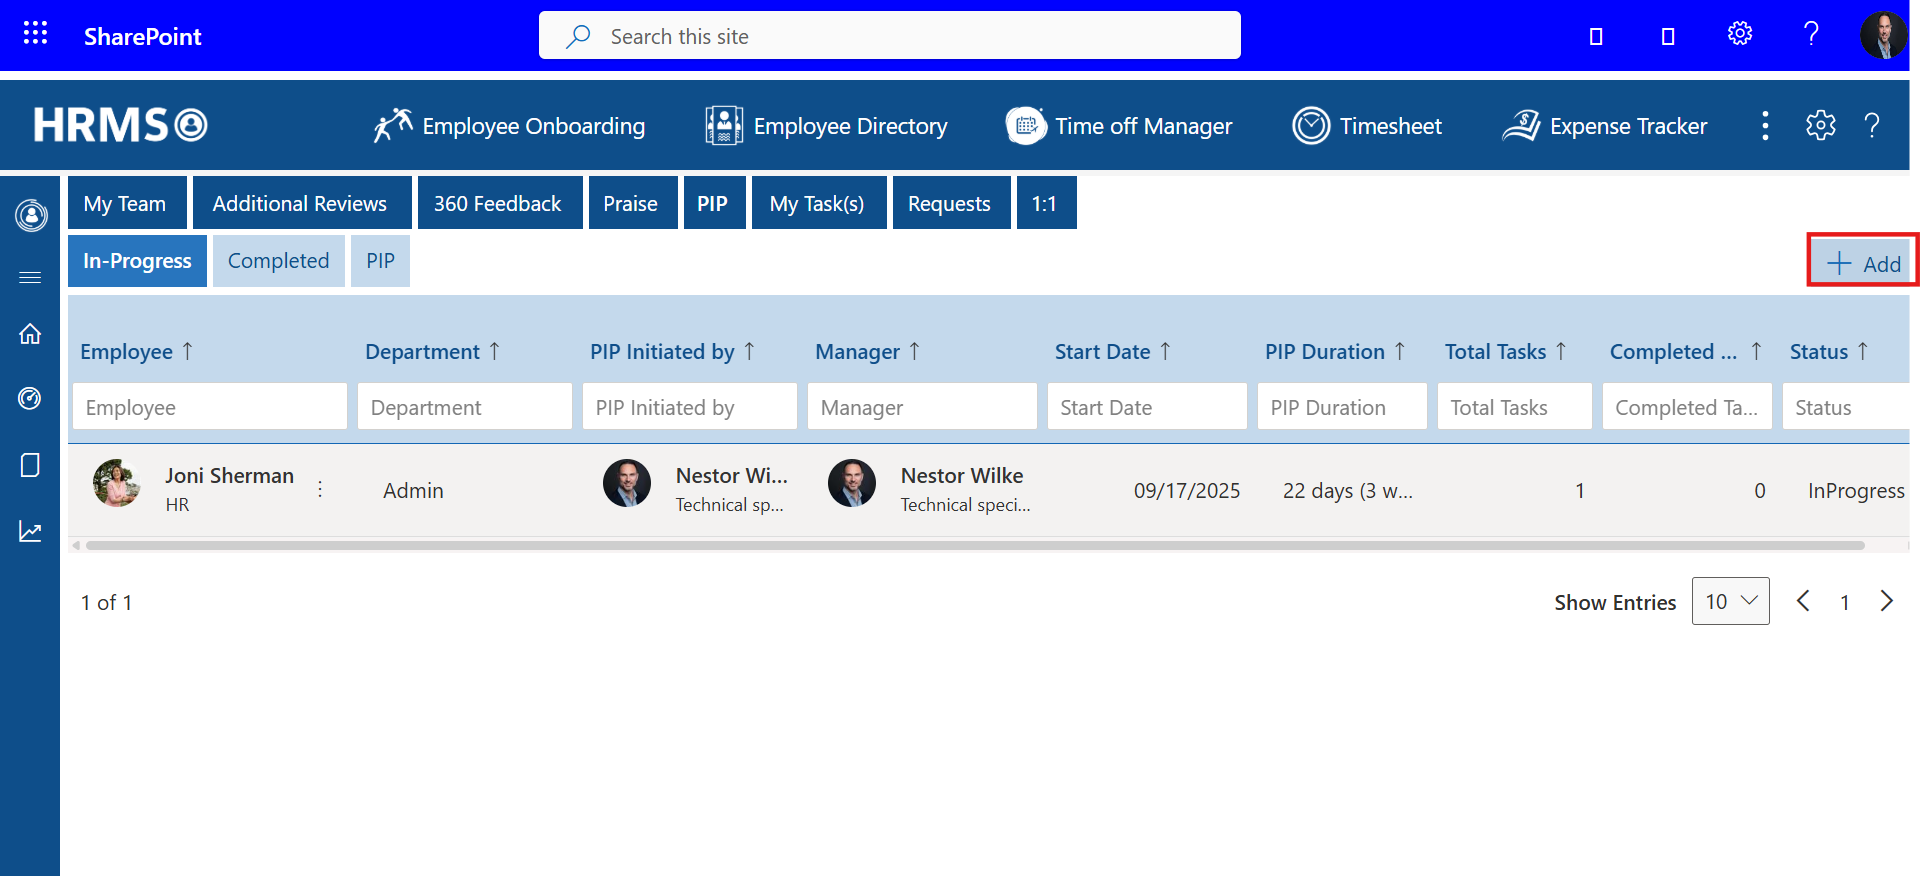 SharePoint
Search this site
HRMS
Employee Onboarding
Employee Directory
Time off Manager
Timesheet
Expense Tracker
My Team
Additional Reviews
360 Feedback
Praise
PIP
My Task(s)
Requests
1:1
In-Progress
Completed
PIP
Add
Employee
Department
PIP Initiated by
Manager
Start Date
PIP Duration
Total Tasks
Completed ...
Status
Employee
Department
PIP Initiated by
Manager
Start Date
PIP Duration
Total Tasks
Completed Ta...
Status
Joni Sherman
HR
Admin
Nestor Wi...
Technical sp...
Nestor Wilke
Technical speci...
09/17/2025
22 days (3 w...
1
0
InProgress
1 of 1
Show Entries
10
1